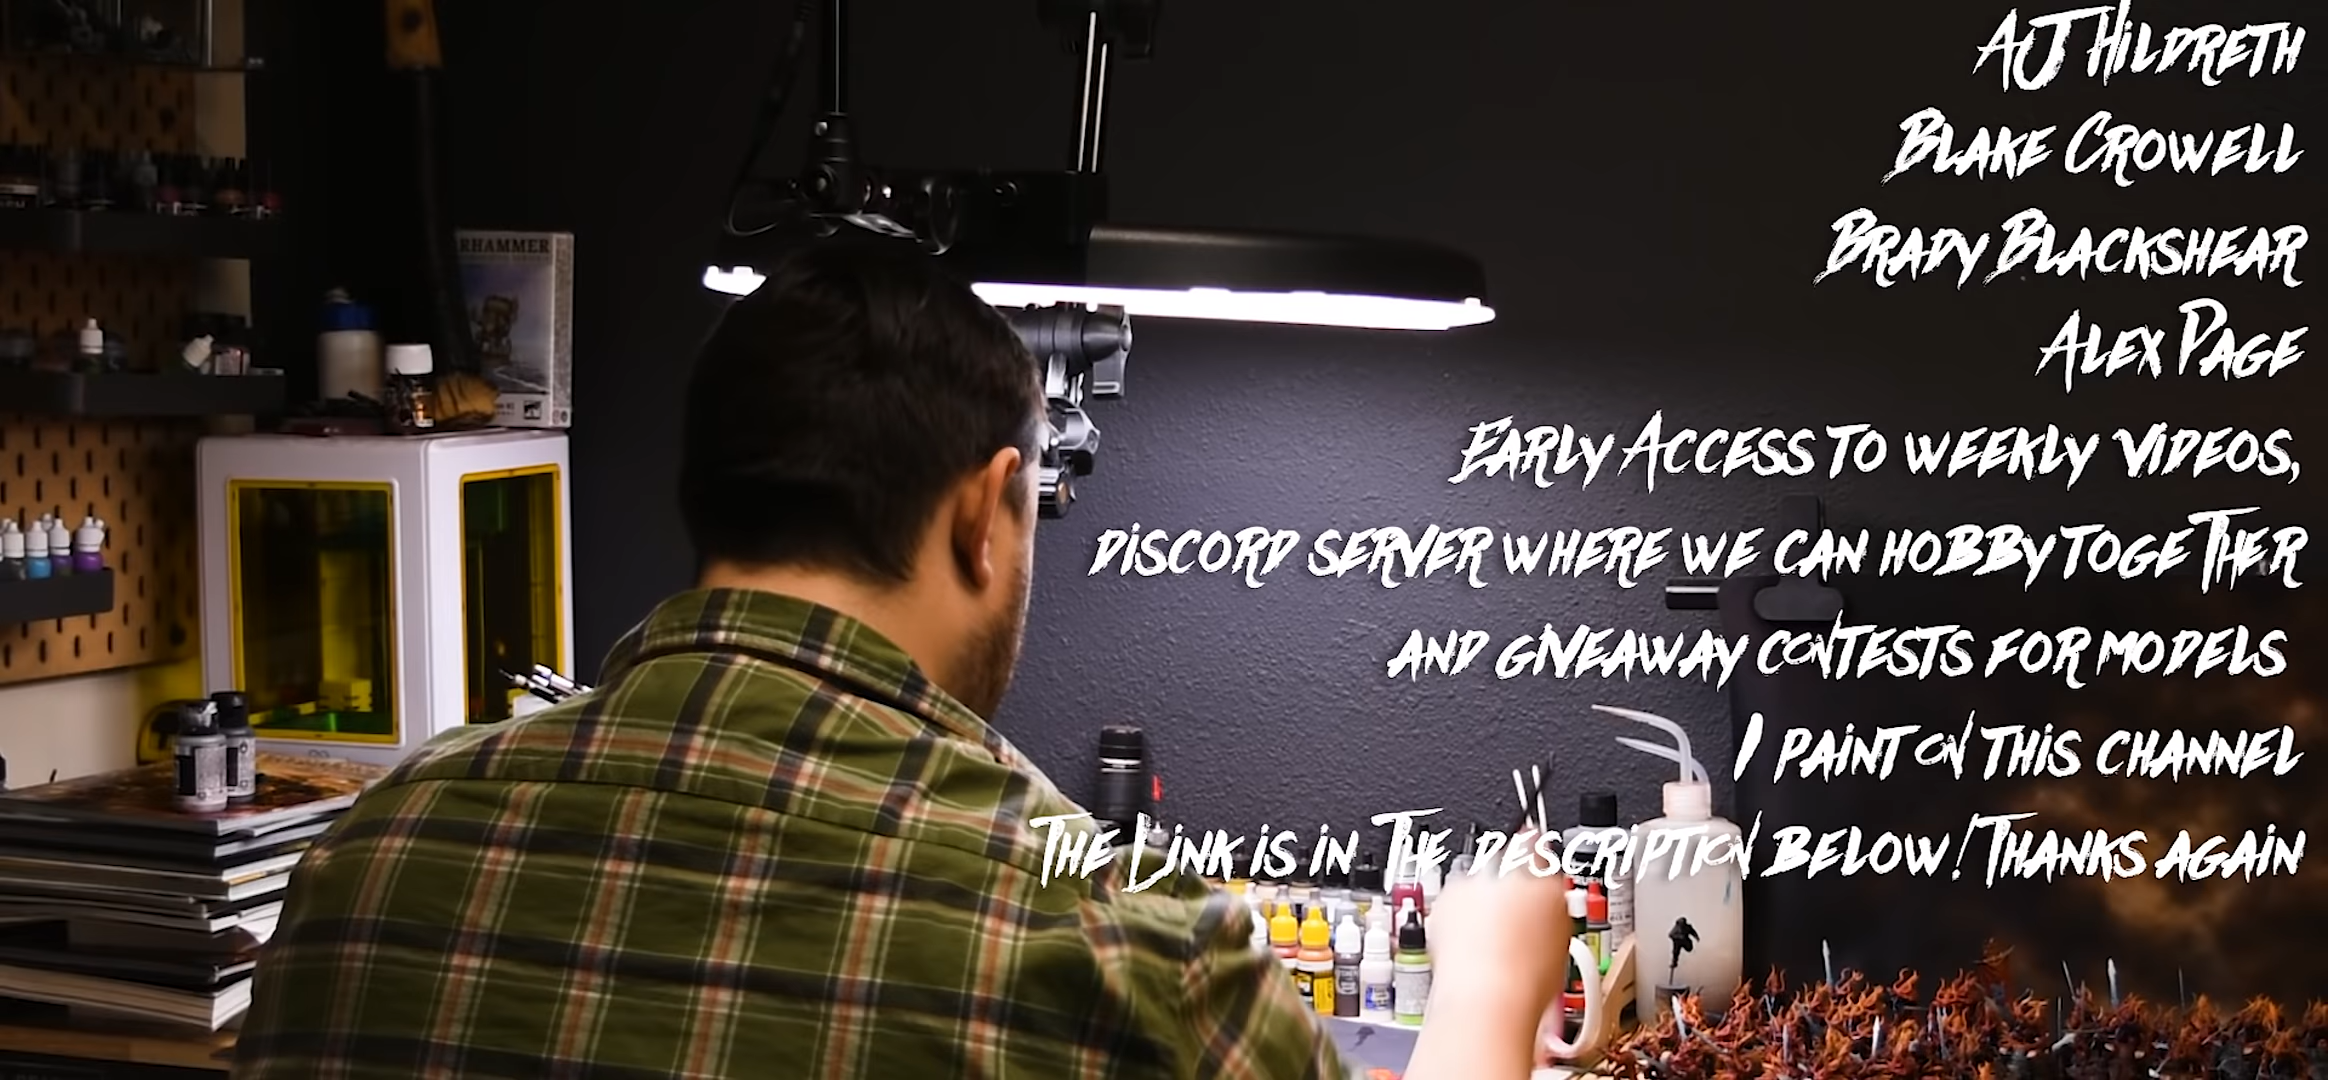 AJ Hildreth
Blake Crowell
Brady Blackshear
Alex Page
Early Access to weekly videos,
discord server where we can hobby together
and giveaway contests for models
I paint on this channel
The Link is in the description below! Thanks again
RHAMMER